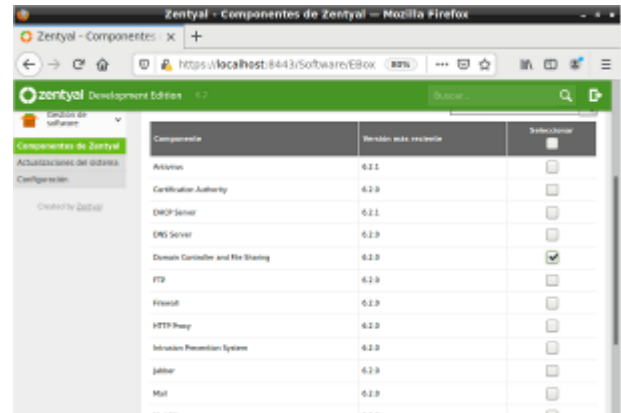 Zentyal - Componentes de Zentyal — Mozilla Firefox
Zentyal - Componentes
https://localhost:8443/Software/EBox 80%
zentyal Development Edition 6.2
Buscar...
Gestión de software
Componentes de Zentyal
Actualizaciones del sistema
Configuración
Created by Zentyal
Componente Versión más reciente Seleccionar
Antivirus 6.2.1
Certification Authority 6.2.0
DHCP Server 6.2.1
DNS Server 6.2.0
Domain Controller and File Sharing 6.2.0
FTP 6.2.0
Firewall 6.2.0
HTTP Proxy 6.2.0
Intrusion Prevention System 6.2.0
Jabber 6.2.0
Mail 6.2.0